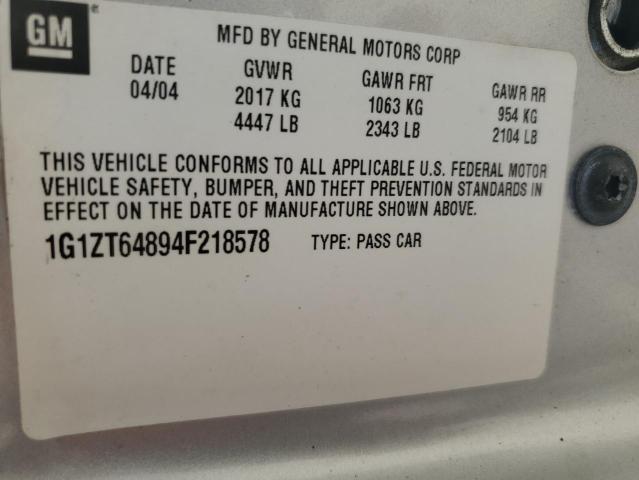 GM
MFD BY GENERAL MOTORS CORP
DATE GVWR GAWR FRT GAWR RR
04/04 2017 KG 1063 KG 954 KG
4447 LB 2343 LB 2104 LB
THIS VEHICLE CONFORMS TO ALL APPLICABLE U.S. FEDERAL MOTOR
VEHICLE SAFETY, BUMPER, AND THEFT PREVENTION STANDARDS IN
EFFECT ON THE DATE OF MANUFACTURE SHOWN ABOVE.
1G1ZT64894F218578 TYPE: PASS CAR